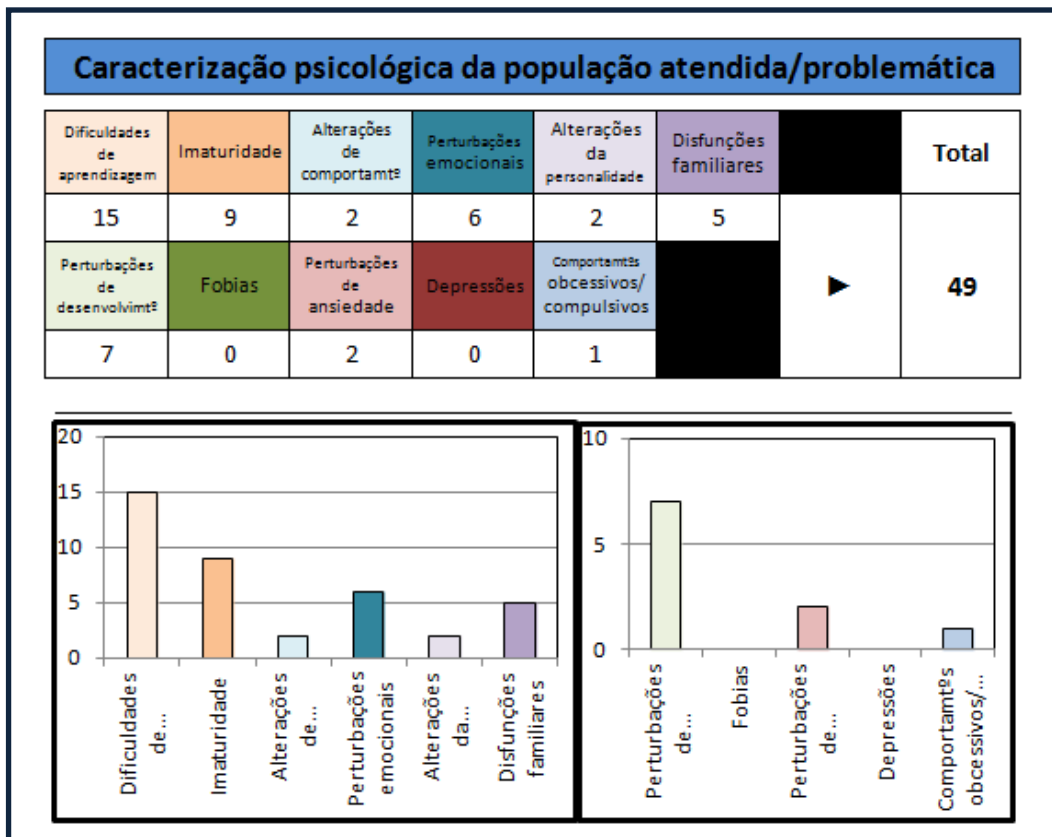 Caracterização psicológica da população atendida/problemática
Dificuldades
de
aprendizagem
Imaturidade
Alterações
de
comportamtº
Perturbações
emocionais
Alterações
da
personalidade
Disfunções
familiares
Total
15
9
2
6
2
5
Perturbações
de
desenvolvimtº
Fobias
Perturbações
de
ansiedade
Depressões
Comportamtºs
obcessivos/
compulsivos
►
49
7
0
2
0
1
20
15
10
5
0
Dificuldades
de...
Imaturidade
Alterações
de...
Perturbações
emocionais
Alterações
da...
Disfunções
familiares
10
5
0
Perturbações
de...
Fobias
Perturbações
de...
Depressões
Comportamtºs
obcessivos/...